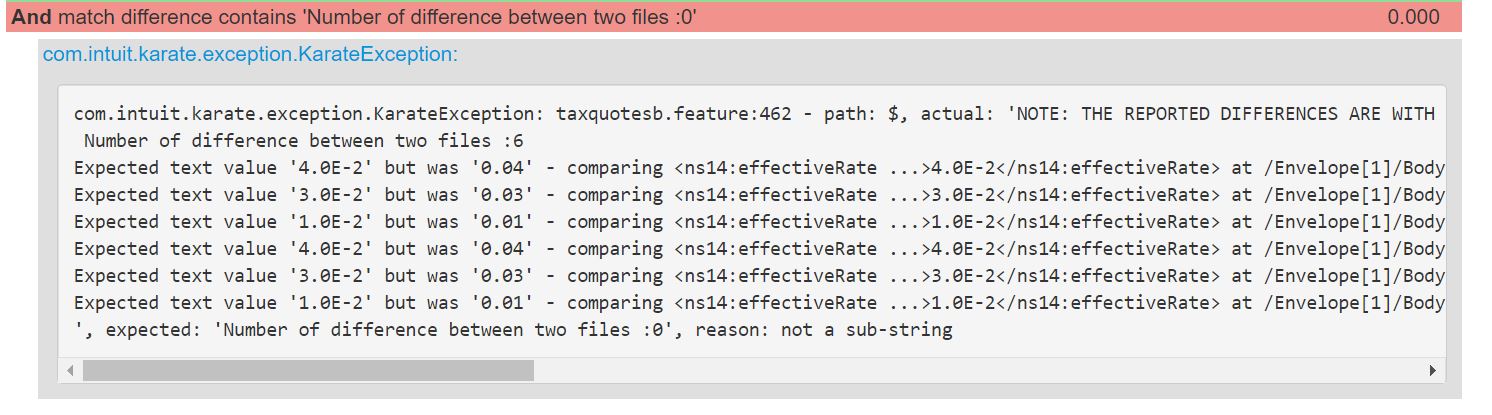 And match difference contains 'Number of difference between two files :0' 0.000
com.intuit.karate.exception.KarateException:
com.intuit.karate.exception.KarateException: taxquotesb.feature:462 - path: $, actual: 'NOTE: THE REPORTED DIFFERENCES ARE WITH
Number of difference between two files :6
Expected text value '4.0E-2' but was '0.04' - comparing <ns14:effectiveRate ...>4.0E-2</ns14:effectiveRate> at /Envelope[1]/Body
Expected text value '3.0E-2' but was '0.03' - comparing <ns14:effectiveRate ...>3.0E-2</ns14:effectiveRate> at /Envelope[1]/Body
Expected text value '1.0E-2' but was '0.01' - comparing <ns14:effectiveRate ...>1.0E-2</ns14:effectiveRate> at /Envelope[1]/Body
Expected text value '4.0E-2' but was '0.04' - comparing <ns14:effectiveRate ...>4.0E-2</ns14:effectiveRate> at /Envelope[1]/Body
Expected text value '3.0E-2' but was '0.03' - comparing <ns14:effectiveRate ...>3.0E-2</ns14:effectiveRate> at /Envelope[1]/Body
Expected text value '1.0E-2' but was '0.01' - comparing <ns14:effectiveRate ...>1.0E-2</ns14:effectiveRate> at /Envelope[1]/Body
', expected: 'Number of difference between two files :0', reason: not a sub-string